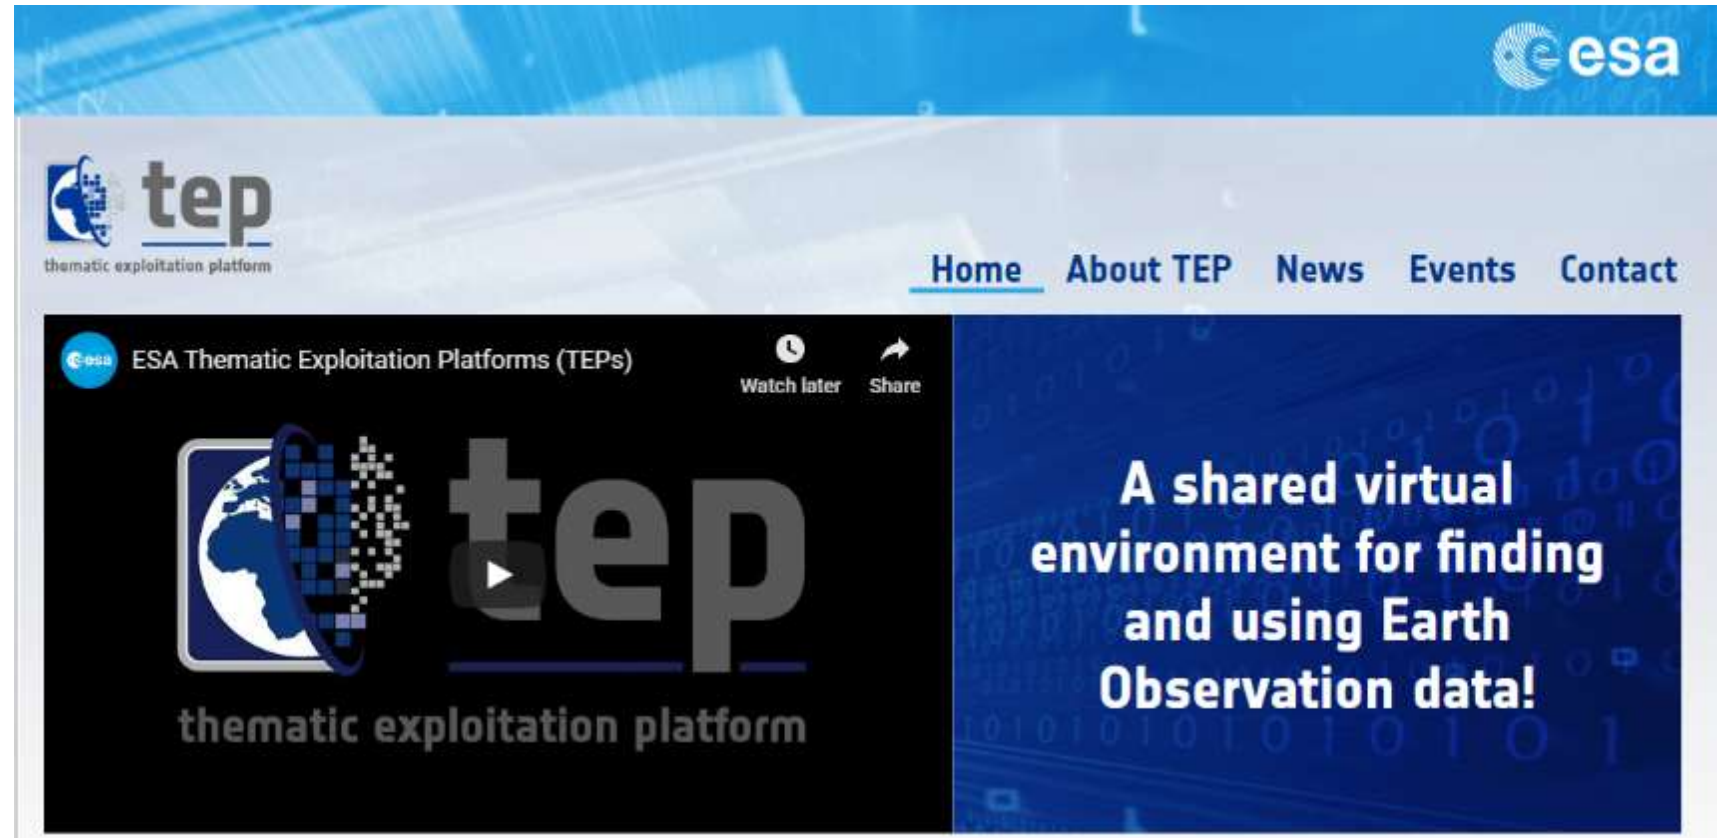 esa
tep
thematic exploitation platform
Home About TEP News Events Contact
esa ESA Thematic Exploitation Platforms (TEPs)
Watch later Share
tep
thematic exploitation platform
A shared virtual
environment for finding
and using Earth
Observation data!